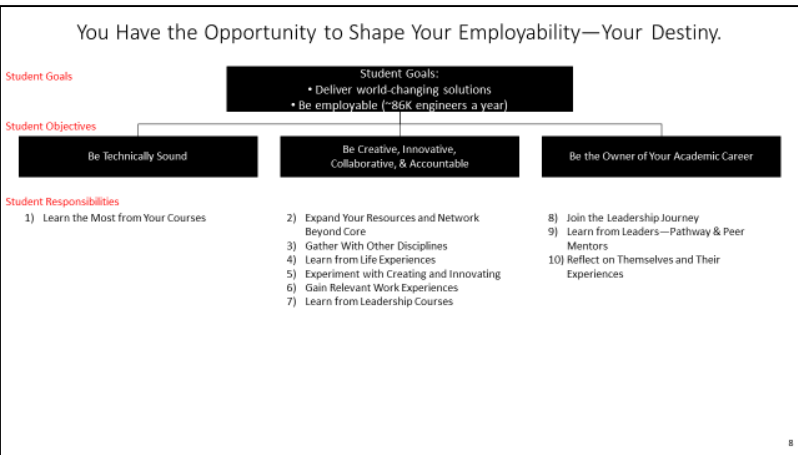 You Have the Opportunity to Shape Your Employability—Your Destiny.
Student Goals
Student Goals:
• Deliver world-changing solutions
• Be employable (~86K engineers a year)
Student Objectives
Be Technically Sound
Be Creative, Innovative,
Collaborative, & Accountable
Be the Owner of Your Academic Career
Student Responsibilities
1) Learn the Most from Your Courses
2) Expand Your Resources and Network
Beyond Core
3) Gather With Other Disciplines
4) Learn from Life Experiences
5) Experiment with Creating and Innovating
6) Gain Relevant Work Experiences
7) Learn from Leadership Courses
8) Join the Leadership Journey
9) Learn from Leaders—Pathway & Peer
Mentors
10) Reflect on Themselves and Their
Experiences
8